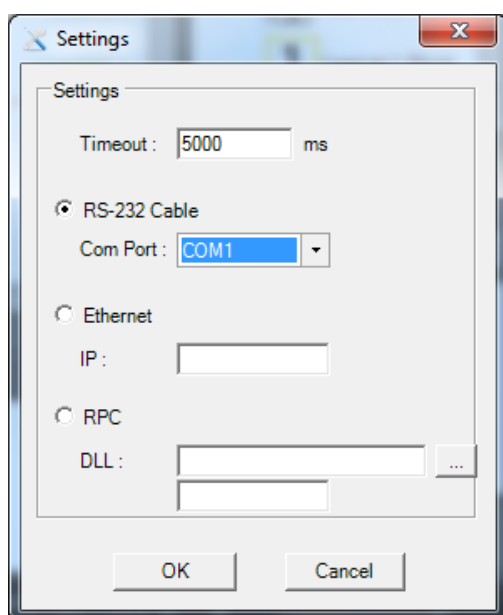 Settings
Settings
Timeout : 5000 ms
RS-232 Cable
Com Port : COM1
Ethernet
IP :
RPC
DLL :
...
OK Cancel